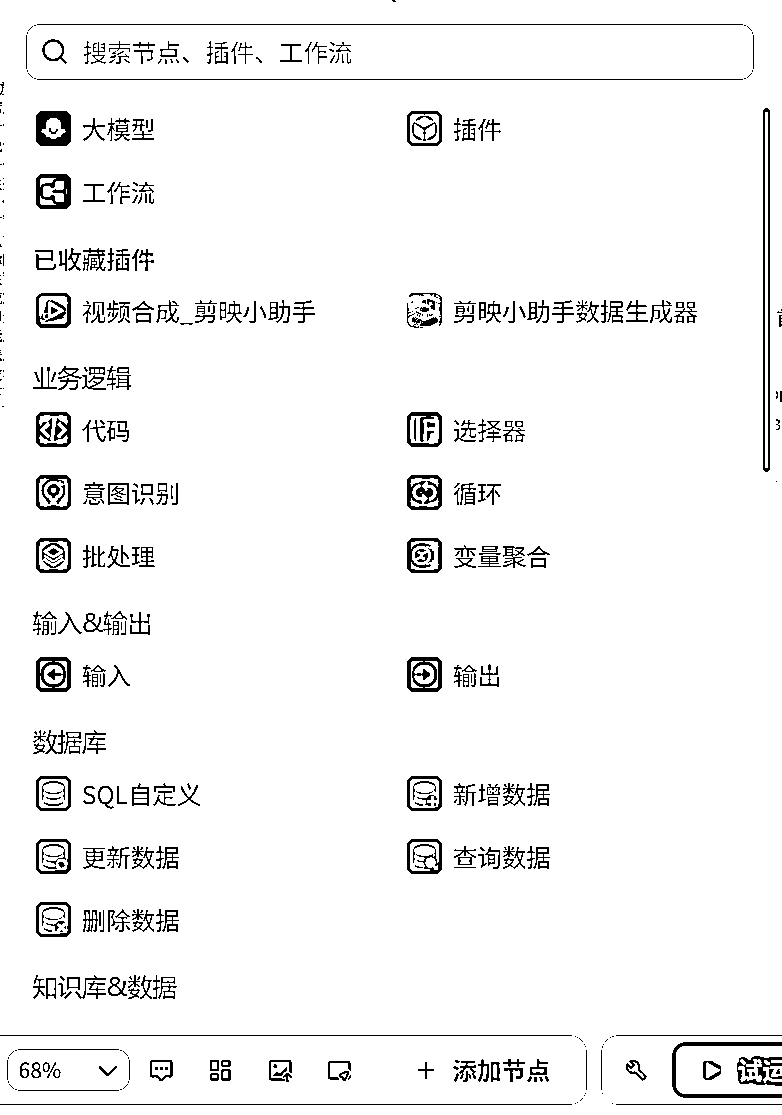 搜索节点、插件、工作流
大模型 插件
工作流
已收藏插件
视频合成_剪映小助手 剪映小助手数据生成器
业务逻辑
代码 选择器
意图识别 循环
批处理 变量聚合
输入&输出
输入 输出
数据库
SQL自定义 新增数据
更新数据 查询数据
删除数据
知识库&数据
68% + 添加节点 试运